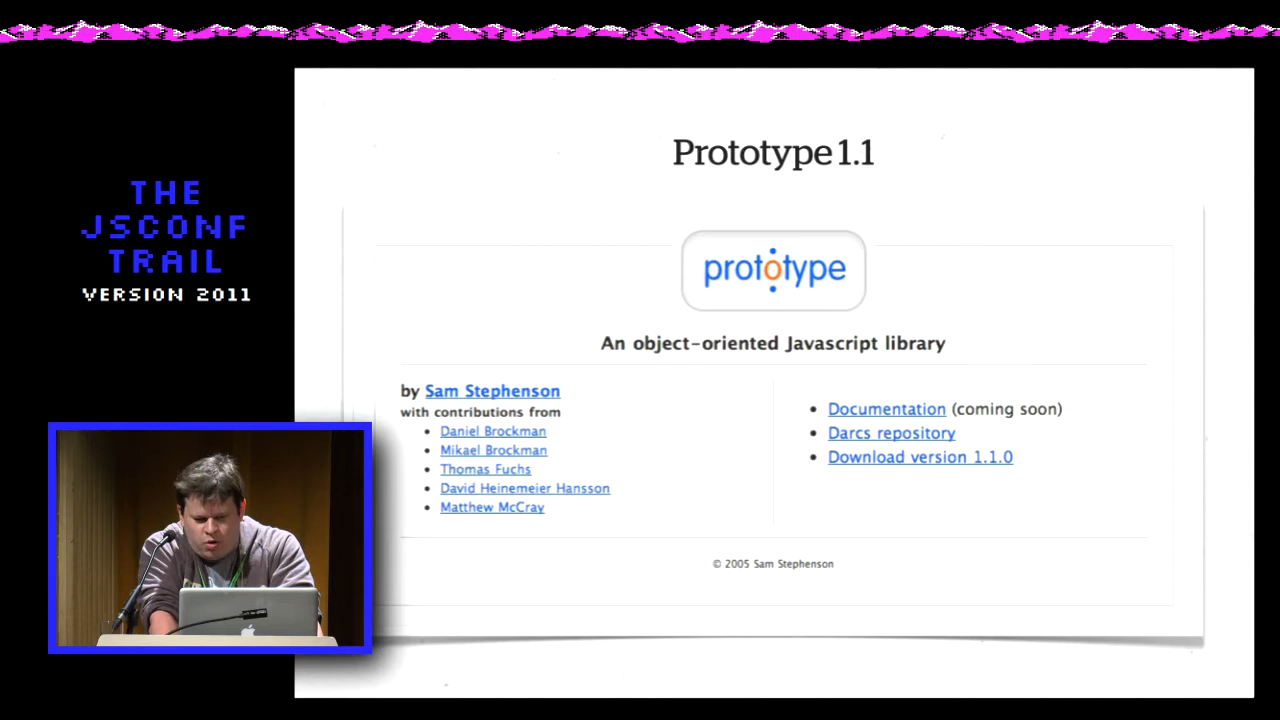 THE
JSCONF
TRAIL
VERSION 2011
Prototype 1.1
prototype
An object-oriented Javascript library
by Sam Stephenson
with contributions from
Daniel Brockman
Mikael Brockman
Thomas Fuchs
David Heinemeier Hansson
Matthew McCray
Documentation (coming soon)
Darcs repository
Download version 1.1.0
© 2005 Sam Stephenson